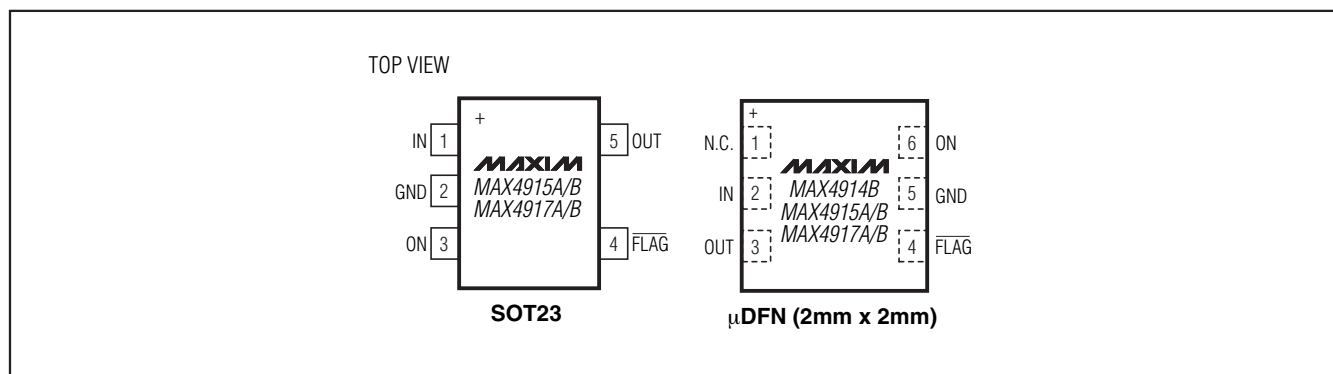 TOP VIEW
+
IN 1
GND 2
ON 3
5 OUT
4 FLAG
MAXIM
MAX4915A/B
MAX4917A/B
SOT23
+
N.C. 1
IN 2
OUT 3
6 ON
5 GND
4 FLAG
MAXIM
MAX4914B
MAX4915A/B
MAX4917A/B
μDFN (2mm x 2mm)